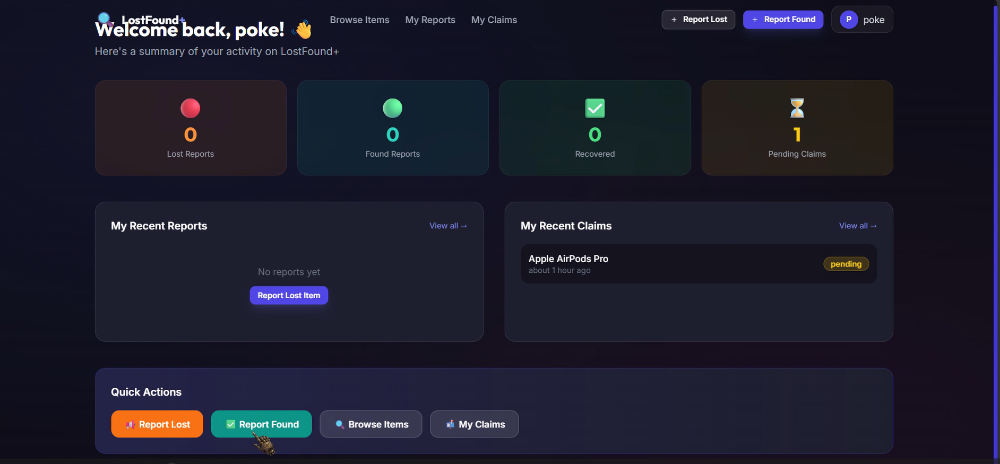 LostFound+
Browse Items
My Reports
My Claims
+ Report Lost
+ Report Found
P
poke
Welcome back, poke! 👋
Here's a summary of your activity on LostFound+
0
Lost Reports
0
Found Reports
0
Recovered
1
Pending Claims
My Recent Reports
View all →
No reports yet
Report Lost Item
My Recent Claims
View all →
Apple AirPods Pro
about 1 hour ago
pending
Quick Actions
Report Lost
Report Found
Browse Items
My Claims